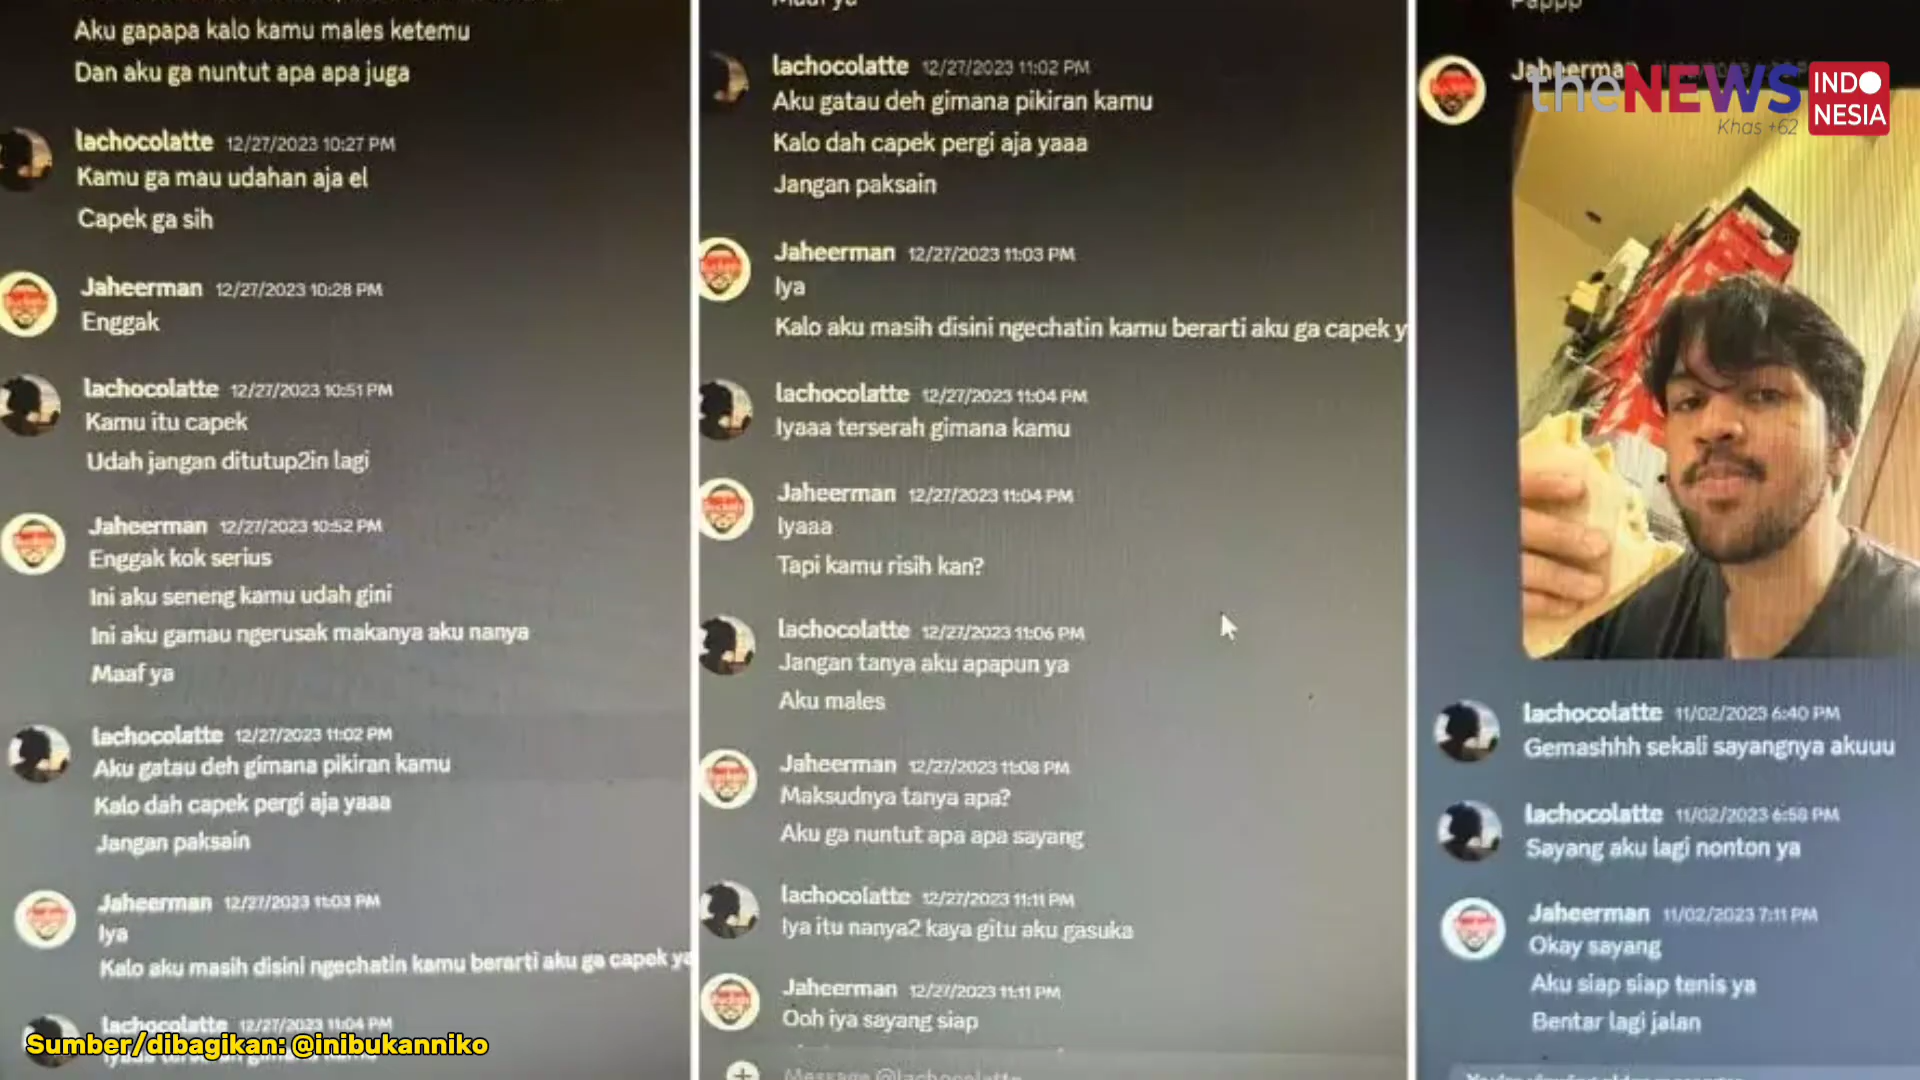 Aku gapapa kalo kamu males ketemu
Dan aku ga nuntut apa apa juga
lachocolatte 12/27/2023 10:27 PM
Kamu ga mau udahan aja el
Capek ga sih
Jaheerman 12/27/2023 10:28 PM
Enggak
lachocolatte 12/27/2023 10:51 PM
Kamu itu capek
Udah jangan ditutup2in lagi
Jaheerman 12/27/2023 10:52 PM
Enggak kok serius
Ini aku seneng kamu udah gini
Ini aku gamau ngerusak makanya aku nanya
Maaf ya
lachocolatte 12/27/2023 11:02 PM
Aku gatau deh gimana pikiran kamu
Kalo dah capek pergi aja yaaa
Jangan paksain
Jaheerman 12/27/2023 11:03 PM
Iya
Kalo aku masih disini ngechatin kamu berarti aku ga capek ya
lachocolatte 12/27/2023 11:04 PM
Sumber/dibagikan: @inibukanniko
Maaf ya
lachocolatte 12/27/2023 11:02 PM
Aku gatau deh gimana pikiran kamu
Kalo dah capek pergi aja yaaa
Jangan paksain
Jaheerman 12/27/2023 11:03 PM
Iya
Kalo aku masih disini ngechatin kamu berarti aku ga capek y
lachocolatte 12/27/2023 11:04 PM
Iyaaa terserah gimana kamu
Jaheerman 12/27/2023 11:04 PM
Iyaaa
Tapi kamu risih kan?
lachocolatte 12/27/2023 11:06 PM
Jangan tanya aku apapun ya
Aku males
Jaheerman 12/27/2023 11:08 PM
Maksudnya tanya apa?
Aku ga nuntut apa apa sayang
lachocolatte 12/27/2023 11:11 PM
Iya itu nanya2 kaya gitu aku gasuka
Jaheerman 12/27/2023 11:11 PM
Ooh iya sayang siap
Message @lachocolatte
Pappp
Jaheerman
theNEWS INDONESIA
Khas +62
lachocolatte 11/02/2023 6:40 PM
Gemashhh sekali sayangnya akuuu
lachocolatte 11/02/2023 6:58 PM
Sayang aku lagi nonton ya
Jaheerman 11/02/2023 7:11 PM
Okay sayang
Aku siap siap tenis ya
Bentar lagi jalan